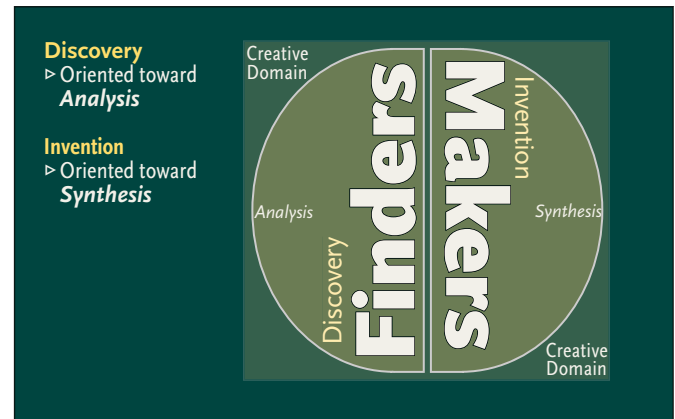 Discovery
▹ Oriented toward
Analysis
Invention
▹ Oriented toward
Synthesis
Creative
Domain
Analysis
Discovery
Finders
Makers
Invention
Synthesis
Creative
Domain